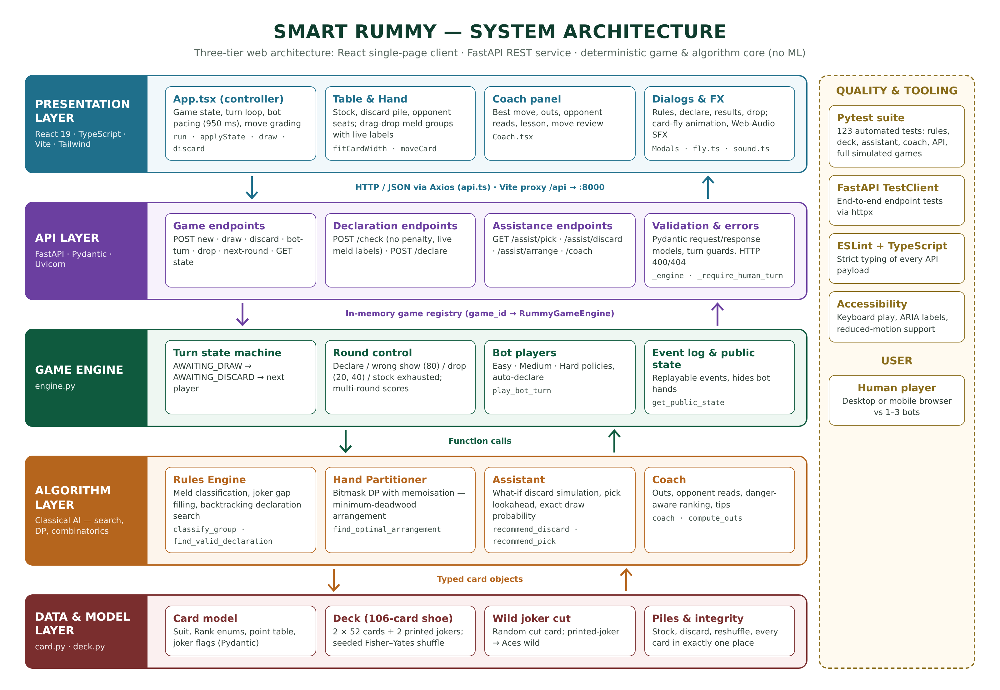 SMART RUMMY — SYSTEM ARCHITECTURE
Three-tier web architecture: React single-page client · FastAPI REST service · deterministic game & algorithm core (no ML)
PRESENTATION
LAYER
React 19 · TypeScript ·
Vite · Tailwind
App.tsx (controller)
Game state, turn loop, bot
pacing (950 ms), move grading
run · applyState · draw ·
discard
Table & Hand
Stock, discard pile, opponent
seats; drag-drop meld groups
with live labels
fitCardWidth · moveCard
Coach panel
Best move, outs, opponent
reads, lesson, move review
Coach.tsx
Dialogs & FX
Rules, declare, results, drop;
card-fly animation, Web-Audio
SFX
Modals · fly.ts · sound.ts
HTTP / JSON via Axios (api.ts) · Vite proxy /api → :8000
API LAYER
FastAPI · Pydantic ·
Uvicorn
Game endpoints
POST new · draw · discard · bot-
turn · drop · next-round · GET
state
Declaration endpoints
POST /check (no penalty, live
meld labels) · POST /declare
Assistance endpoints
GET /assist/pick · /assist/discard
· /assist/arrange · /coach
Validation & errors
Pydantic request/response
models, turn guards, HTTP
400/404
_engine · _require_human_turn
In-memory game registry (game_id → RummyGameEngine)
GAME ENGINE
engine.py
Turn state machine
AWAITING_DRAW →
AWAITING_DISCARD → next
player
Round control
Declare / wrong show (80) / drop
(20, 40) / stock exhausted;
multi-round scores
Bot players
Easy · Medium · Hard policies,
auto-declare
play_bot_turn
Event log & public
state
Replayable events, hides bot
hands
get_public_state
Function calls
ALGORITHM
LAYER
Classical AI — search,
DP, combinatorics
Rules Engine
Meld classification, joker gap
filling, backtracking declaration
search
classify_group ·
find_valid_declaration
Hand Partitioner
Bitmask DP with memoisation —
minimum-deadwood
arrangement
find_optimal_arrangement
Assistant
What-if discard simulation, pick
lookahead, exact draw
probability
recommend_discard ·
recommend_pick
Coach
Outs, opponent reads, danger-
aware ranking, tips
coach · compute_outs
Typed card objects
DATA & MODEL
LAYER
card.py · deck.py
Card model
Suit, Rank enums, point table,
joker flags (Pydantic)
Deck (106-card shoe)
2 × 52 cards + 2 printed jokers;
seeded Fisher–Yates shuffle
Wild joker cut
Random cut card; printed-joker
→ Aces wild
Piles & integrity
Stock, discard, reshuffle, every
card in exactly one place
QUALITY & TOOLING
Pytest suite
123 automated tests: rules,
deck, assistant, coach, API,
full simulated games
FastAPI TestClient
End-to-end endpoint tests
via httpx
ESLint + TypeScript
Strict typing of every API
payload
Accessibility
Keyboard play, ARIA labels,
reduced-motion support
USER
Human player
Desktop or mobile browser
vs 1–3 bots